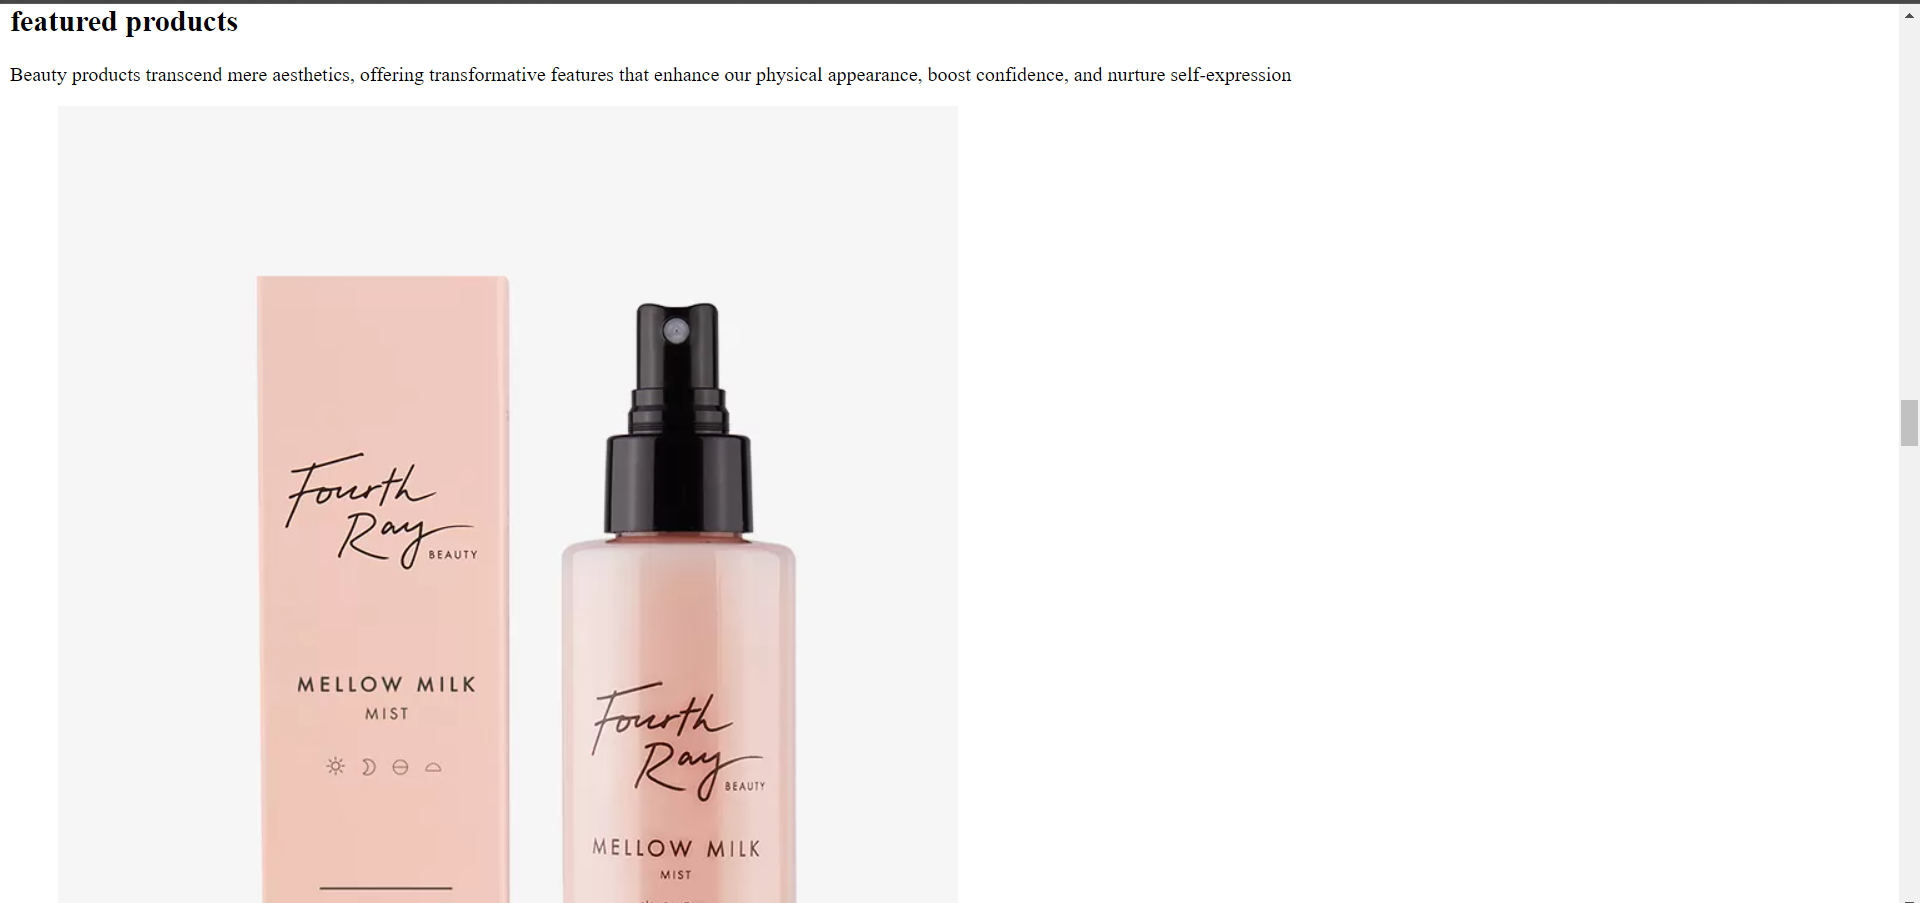 featured products
Beauty products transcend mere aesthetics, offering transformative features that enhance our physical appearance, boost confidence, and nurture self-expression
Fourth
Ray
BEAUTY
MELLOW MILK
MIST
Fourth
Ray
BEAUTY
MELLOW MILK
MIST